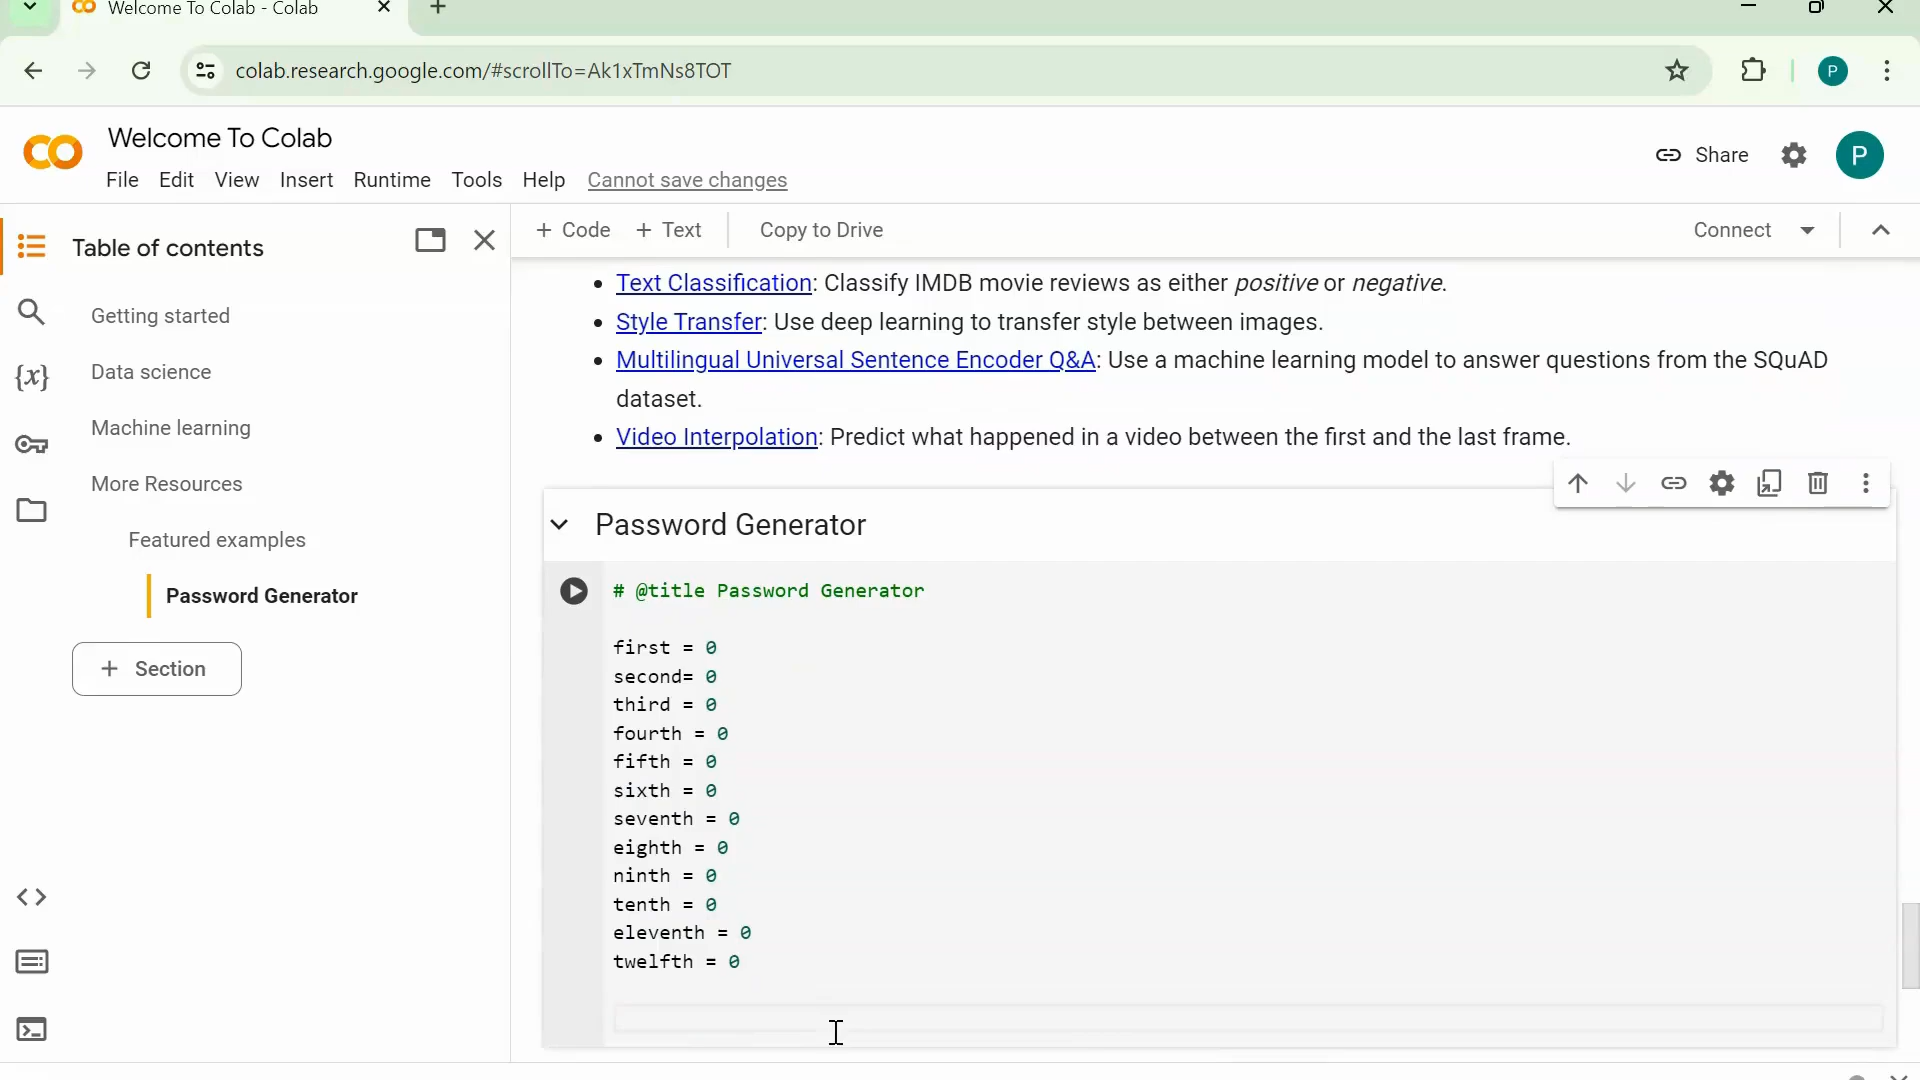 Welcome To Colab - Colab
colab.research.google.com/#scrollTo=Ak1xTmNs8TOT
P
Welcome To Colab
File Edit View Insert Runtime Tools Help Cannot save changes
Share
P
Table of contents
+ Code + Text Copy to Drive
Connect
Getting started
Data science
Machine learning
More Resources
Featured examples
Password Generator
+ Section
• Text Classification: Classify IMDB movie reviews as either positive or negative.
• Style Transfer: Use deep learning to transfer style between images.
• Multilingual Universal Sentence Encoder Q&A: Use a machine learning model to answer questions from the SQuAD
dataset.
• Video Interpolation: Predict what happened in a video between the first and the last frame.
Password Generator
# @title Password Generator
first = 0
second= 0
third = 0
fourth = 0
fifth = 0
sixth = 0
seventh = 0
eighth = 0
ninth = 0
tenth = 0
eleventh = 0
twelfth = 0